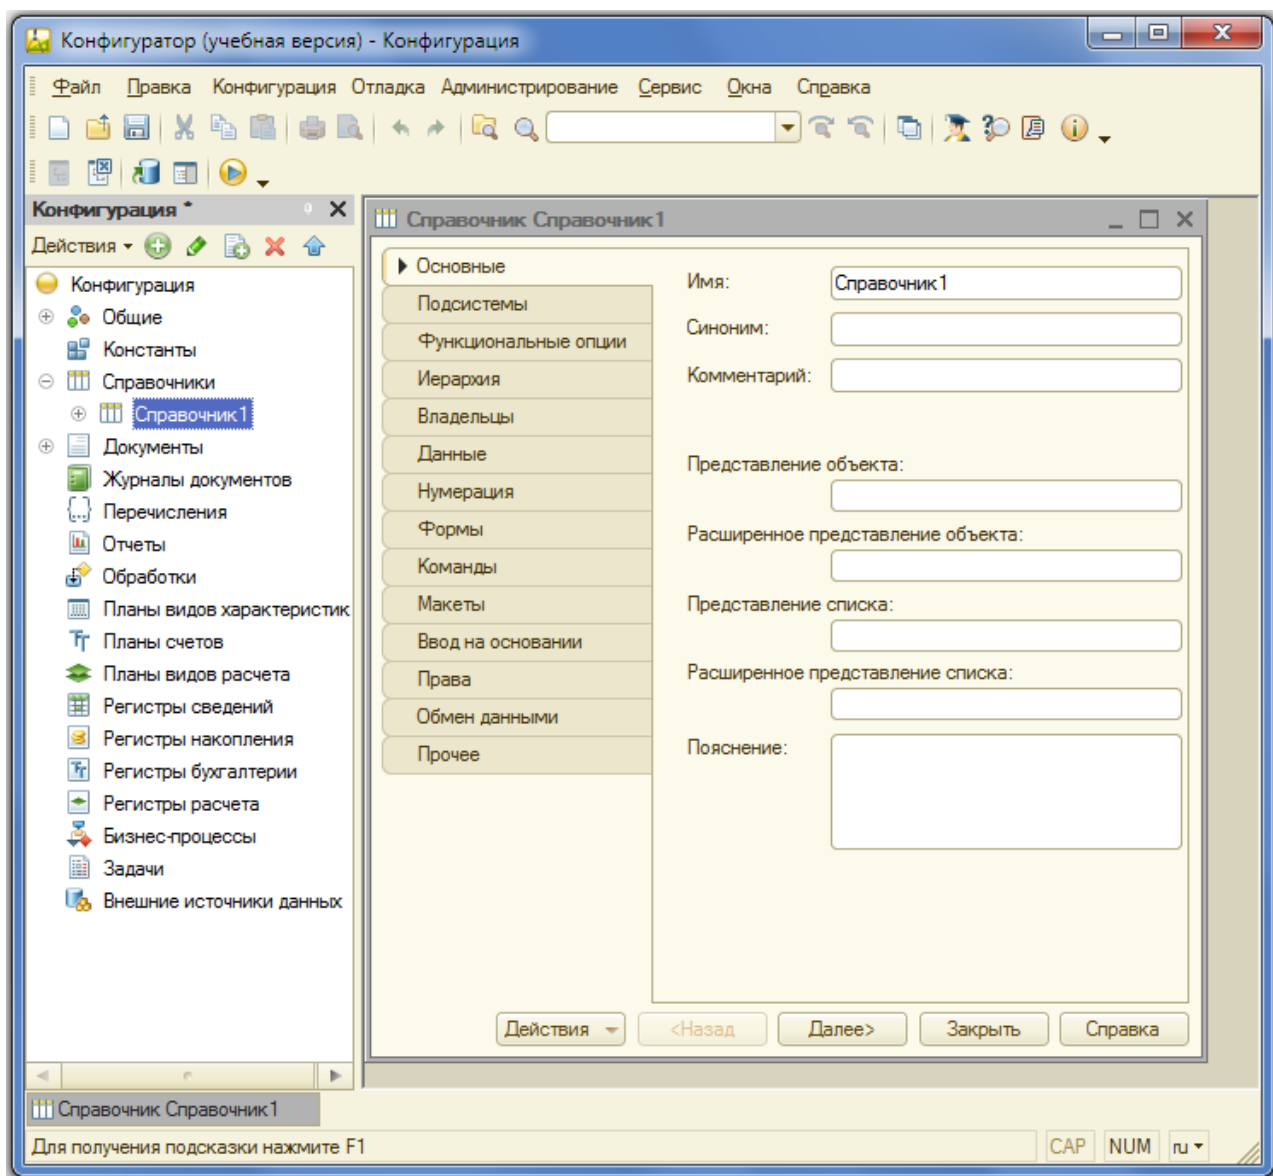 Конфигуратор (учебная версия) - Конфигурация
Файл Правка Конфигурация Отладка Администрирование Сервис Окна Справка
Конфигурация *
Действия
Конфигурация
Общие
Константы
Справочники
Справочник1
Документы
Журналы документов
Перечисления
Отчеты
Обработки
Планы видов характеристик
Планы счетов
Планы видов расчета
Регистры сведений
Регистры накопления
Регистры бухгалтерии
Регистры расчета
Бизнес-процессы
Задачи
Внешние источники данных
Справочник Справочник1
Основные
Подсистемы
Функциональные опции
Иерархия
Владельцы
Данные
Нумерация
Формы
Команды
Макеты
Ввод на основании
Права
Обмен данными
Прочее
Имя: Справочник1
Синоним:
Комментарий:
Представление объекта:
Расширенное представление объекта:
Представление списка:
Расширенное представление списка:
Пояснение:
Действия <Назад Далее> Закрыть Справка
Справочник Справочник1
Для получения подсказки нажмите F1 CAP NUM ru